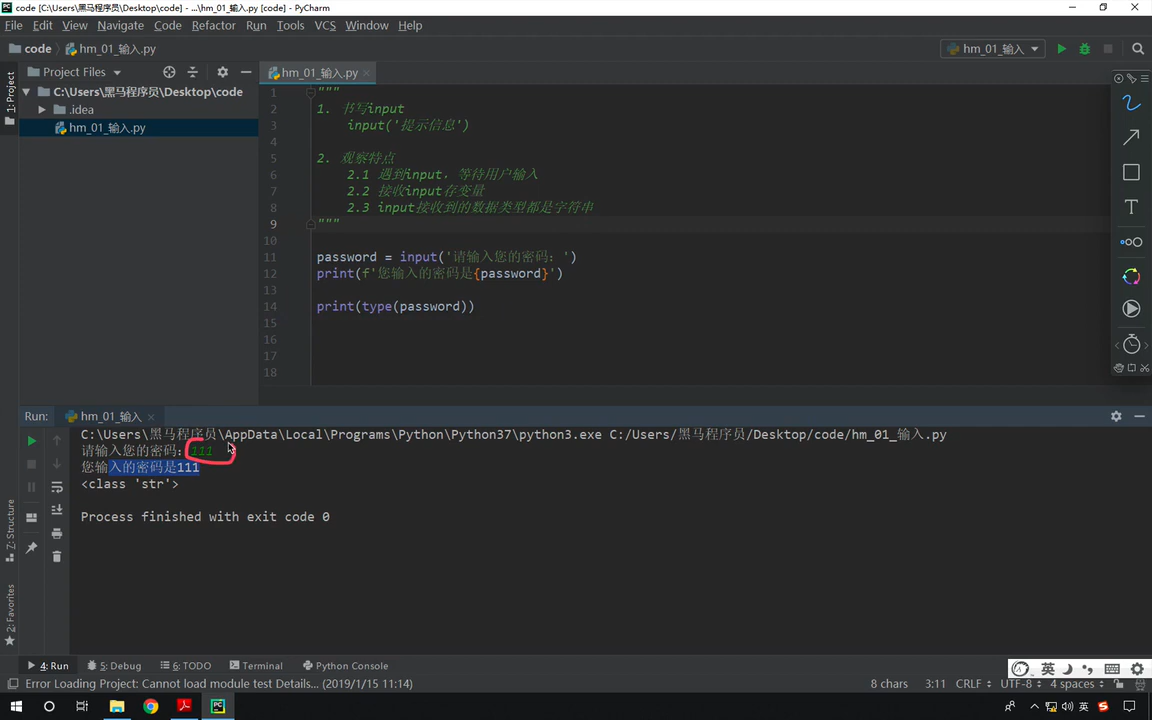 code [C:\Users\黑马程序员\Desktop\code] - ...\hm_01_输入.py [code] - PyCharm
File Edit View Navigate Code Refactor Run Tools VCS Window Help
code hm_01_输入.py hm_01_输入
Project Files hm_01_输入.py
1: Project
C:\Users\黑马程序员\Desktop\code
.idea
hm_01_输入.py
1 """
2 1. 书写input
3 input('提示信息')
4
5 2. 观察特点
6 2.1 遇到input，等待用户输入
7 2.2 接收input存变量
8 2.3 input接收到的数据类型都是字符串
9 """
10
11 password = input('请输入您的密码：')
12 print(f'您输入的密码是{password}')
13
14 print(type(password))
15
16
17
18
Run: hm_01_输入
C:\Users\黑马程序员\AppData\Local\Programs\Python\Python37\python3.exe C:/Users/黑马程序员/Desktop/code/hm_01_输入.py
请输入您的密码：111
您输入的密码是111
<class 'str'>
Process finished with exit code 0
Z: Structure
2: Favorites
4: Run 5: Debug 6: TODO Terminal Python Console
英
Error Loading Project: Cannot load module test Details... (2019/1/15 11:14) 8 chars 3:11 CRLF UTF-8 4 spaces
英